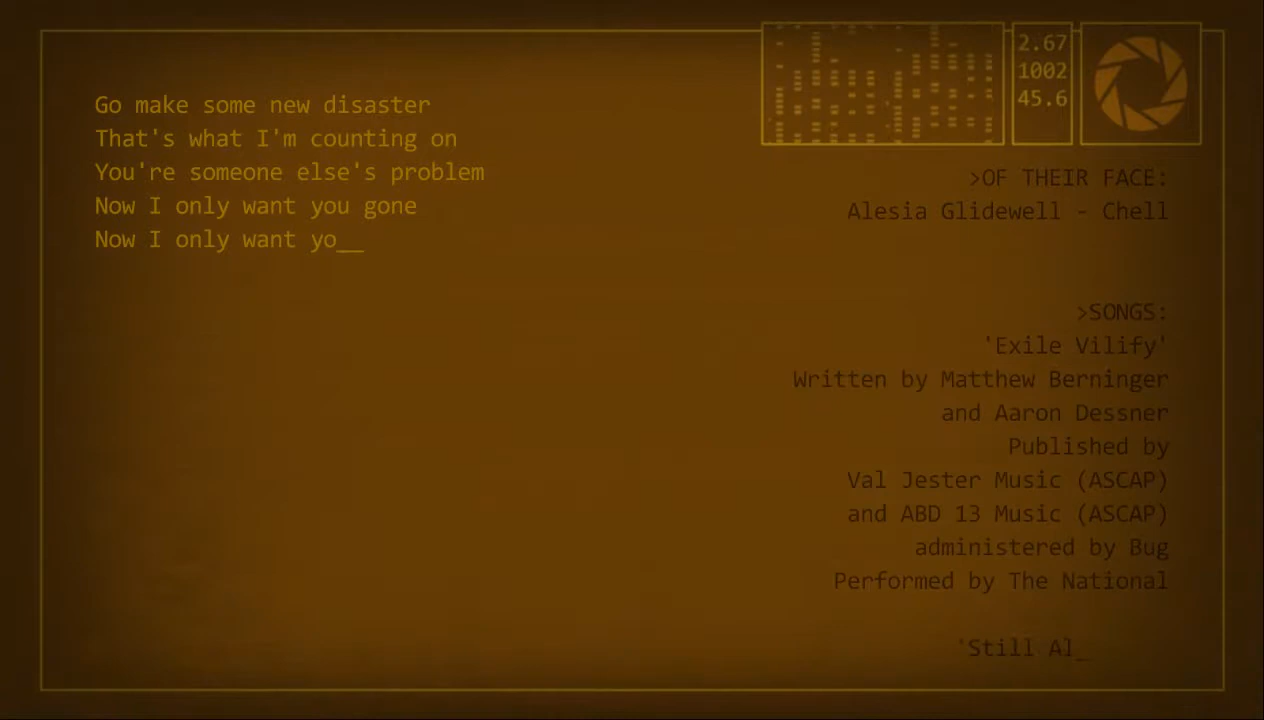 Go make some new disaster
That's what I'm counting on
You're someone else's problem
Now I only want you gone
Now I only want yo__
2.67
1002
45.6
>OF THEIR FACE:
Alesia Glidewell - Chell
>SONGS:
'Exile Vilify'
Written by Matthew Berninger
and Aaron Dessner
Published by
Val Jester Music (ASCAP)
and ABD 13 Music (ASCAP)
administered by Bug
Performed by The National
'Still Al_